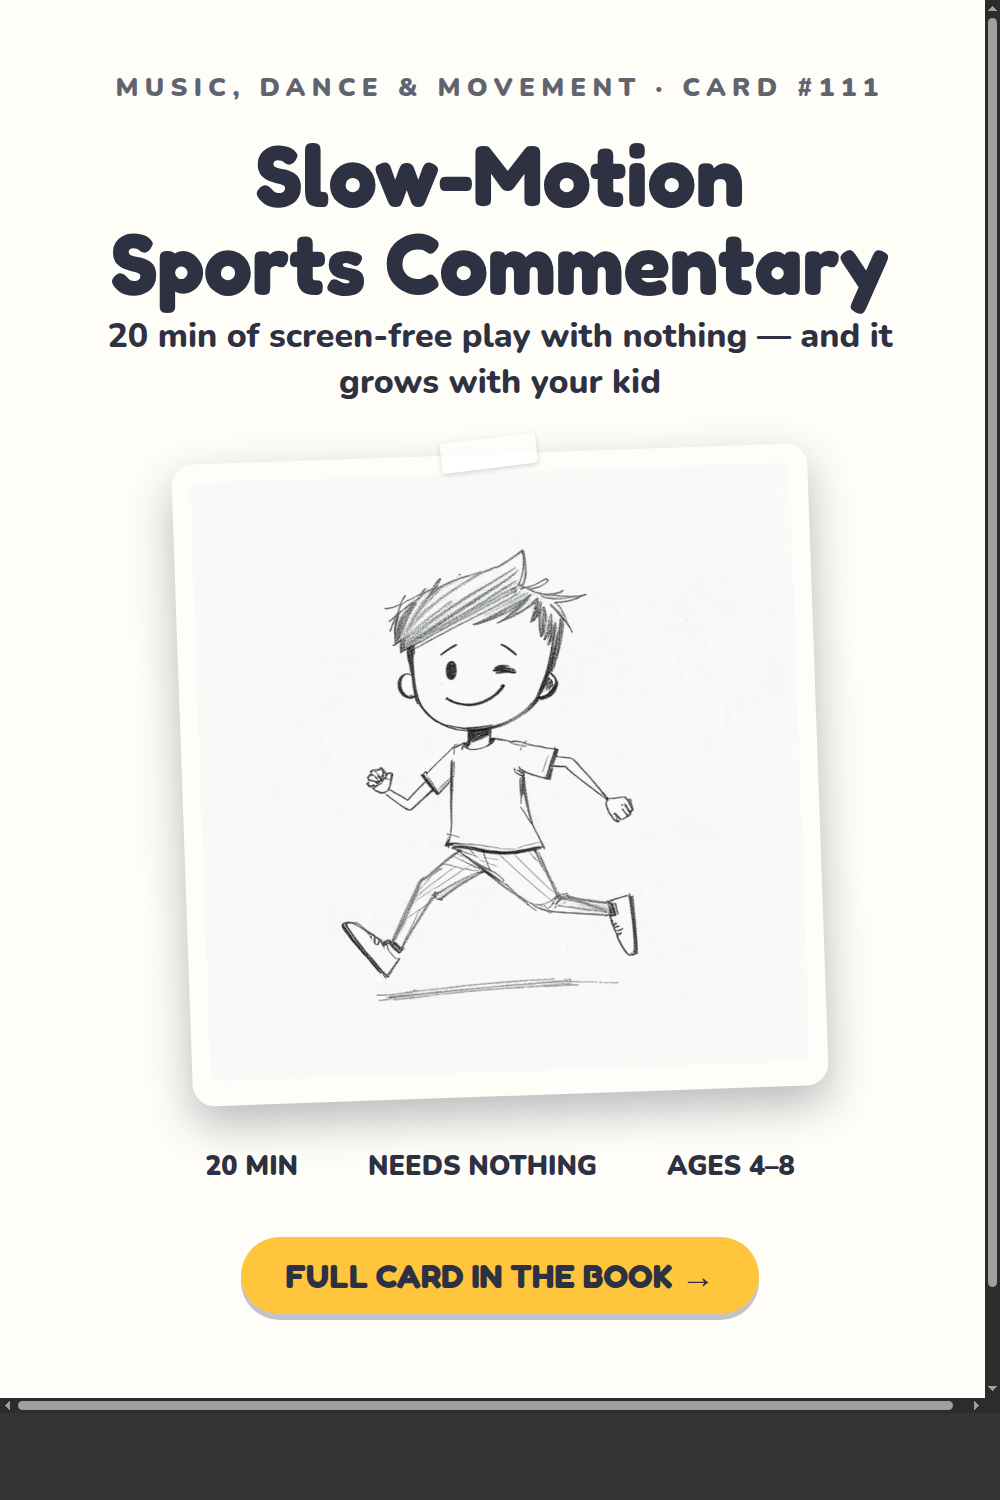 MUSIC, DANCE & MOVEMENT · CARD #111
Slow-Motion
Sports Commentary
20 min of screen-free play with nothing — and it
grows with your kid
20 MIN NEEDS NOTHING AGES 4–8
FULL CARD IN THE BOOK →